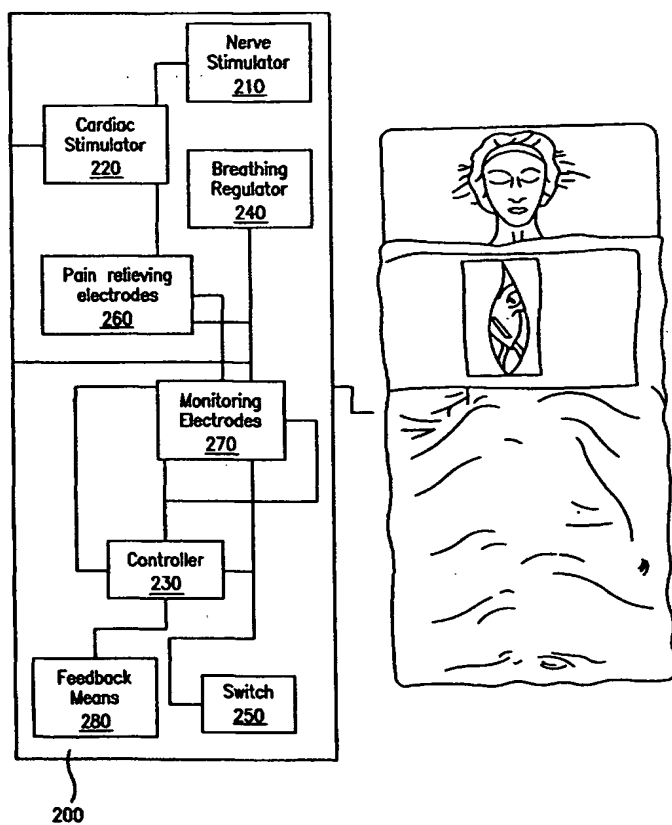 Nerve
Stimulator
210
Cardiac
Stimulator
220
Breathing
Regulator
240
Pain relieving
electrodes
260
Monitoring
Electrodes
270
Controller
230
Feedback
Means
280
Switch
250
200